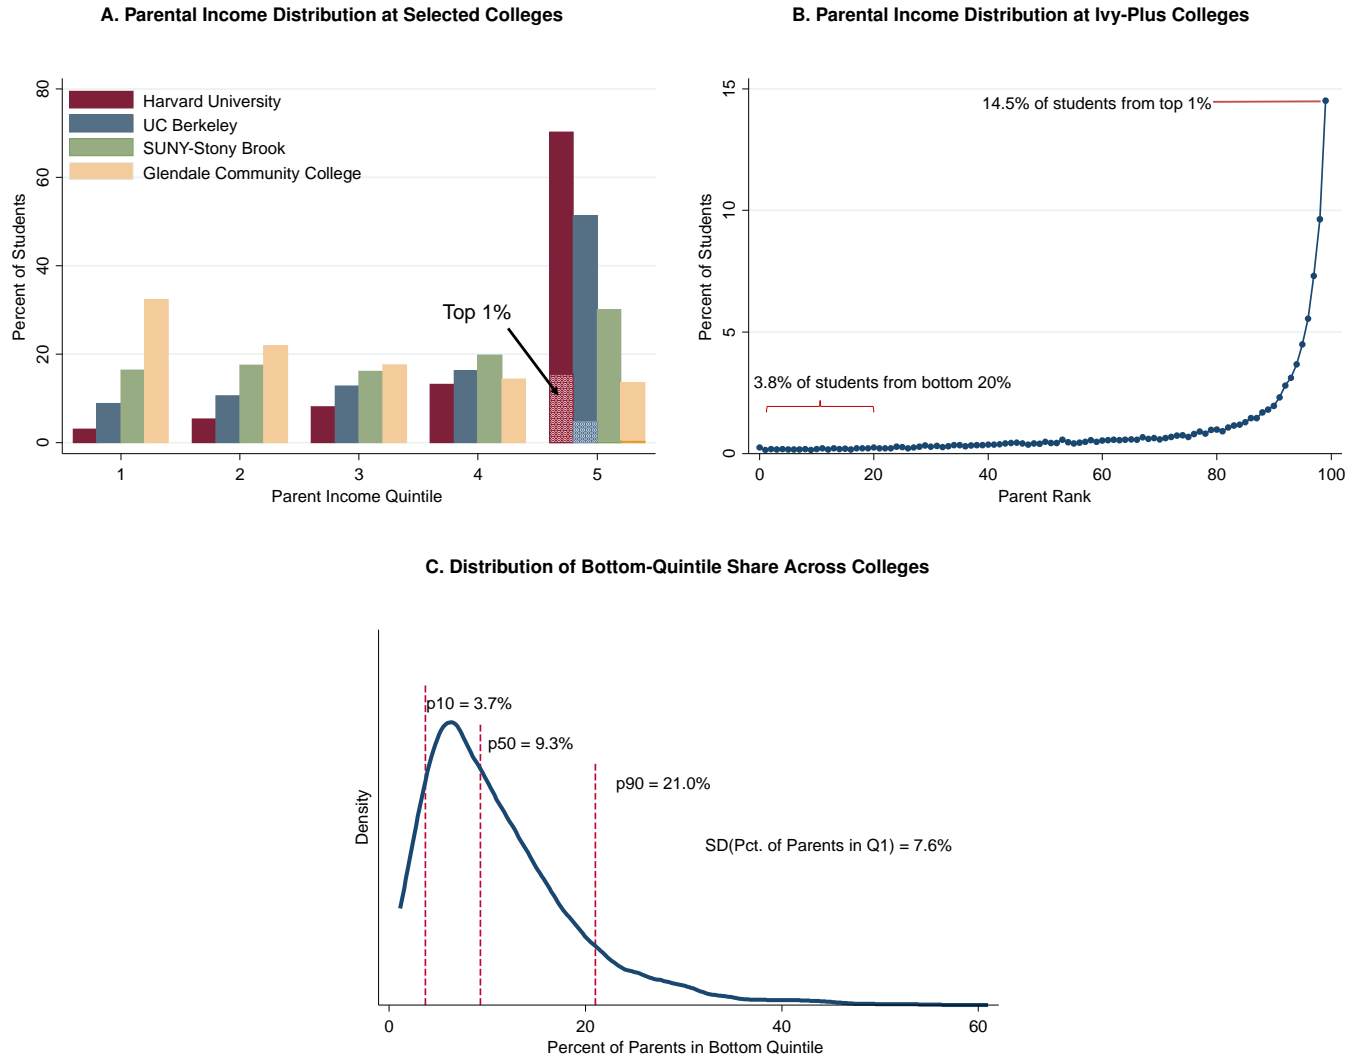 A. Parental Income Distribution at Selected Colleges
80
60
40
20
0
Percent of Students
Harvard University
UC Berkeley
SUNY-Stony Brook
Glendale Community College
Top 1%
1 2 3 4 5
Parent Income Quintile
B. Parental Income Distribution at Ivy-Plus Colleges
15
10
5
0
Percent of Students
14.5% of students from top 1%
3.8% of students from bottom 20%
0 20 40 60 80 100
Parent Rank
C. Distribution of Bottom-Quintile Share Across Colleges
Density
p10 = 3.7%
p50 = 9.3%
p90 = 21.0%
SD(Pct. of Parents in Q1) = 7.6%
0 20 40 60
Percent of Parents in Bottom Quintile